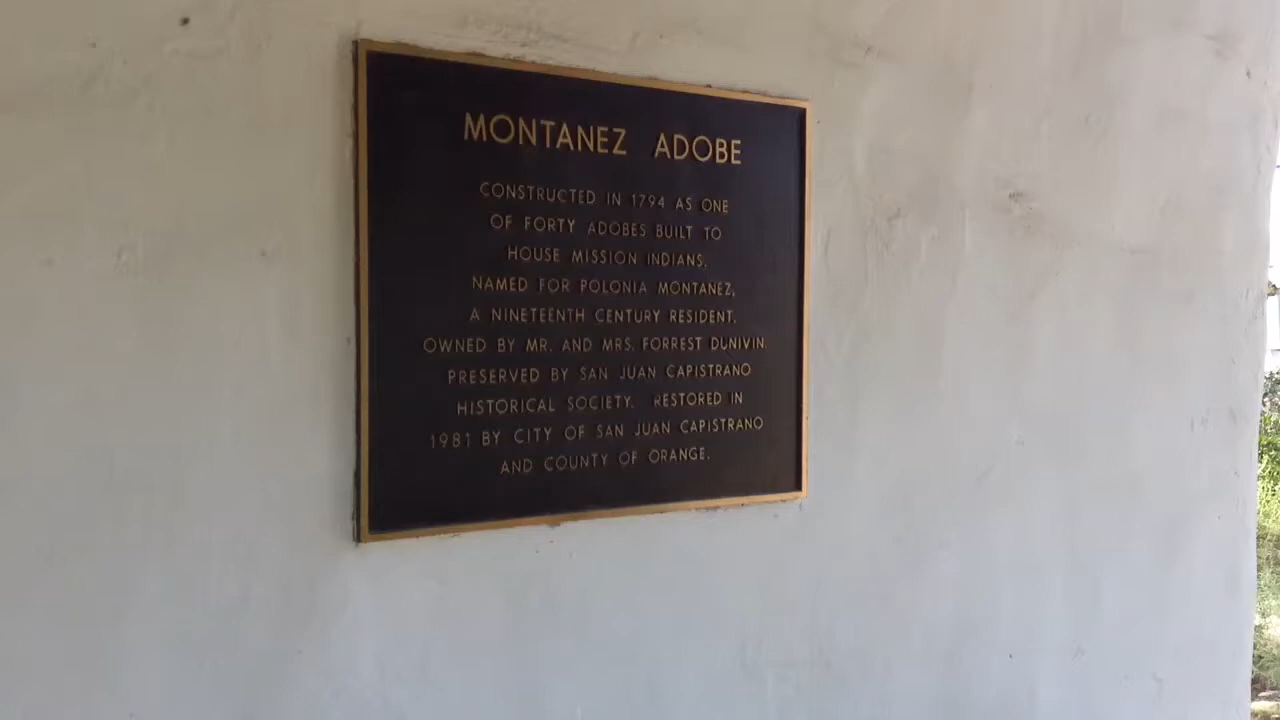 MONTANEZ ADOBE
CONSTRUCTED IN 1794 AS ONE
OF FORTY ADOBES BUILT TO
HOUSE MISSION INDIANS.
NAMED FOR POLONIA MONTANEZ,
A NINETEENTH CENTURY RESIDENT.
OWNED BY MR. AND MRS. FORREST DUNIVIN.
PRESERVED BY SAN JUAN CAPISTRANO
HISTORICAL SOCIETY. RESTORED IN
1981 BY CITY OF SAN JUAN CAPISTRANO
AND COUNTY OF ORANGE.